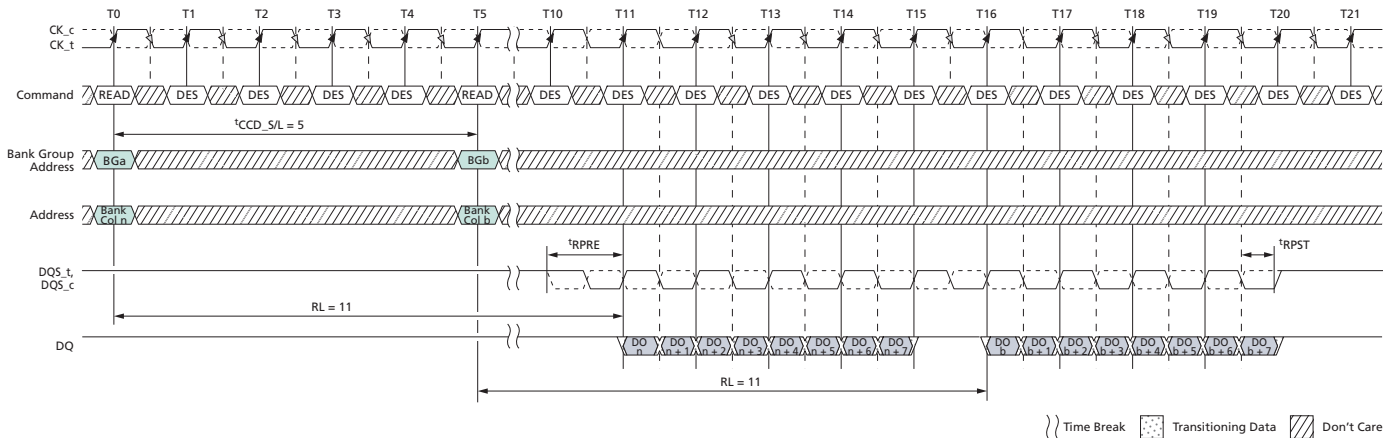 T0 T1 T2 T3 T4 T5 T10 T11 T12 T13 T14 T15 T16 T17 T18 T19 T20 T21
CK_c
CK_t
Command READ DES DES DES DES READ DES DES DES DES DES DES DES DES DES DES DES DES
tCCD_S/L = 5
Bank Group
Address
BGa BGb
Address
Bank
Col n
Bank
Col b
tRPRE tRPST
DQS_t,
DQS_c
RL = 11
DQ
DO
n
DO
n + 1
DO
n + 2
DO
n + 3
DO
n + 4
DO
n + 5
DO
n + 6
DO
n + 7
DO
b
DO
b + 1
DO
b + 2
DO
b + 3
DO
b + 4
DO
b + 5
DO
b + 6
DO
b + 7
RL = 11
Time Break Transitioning Data Don't Care